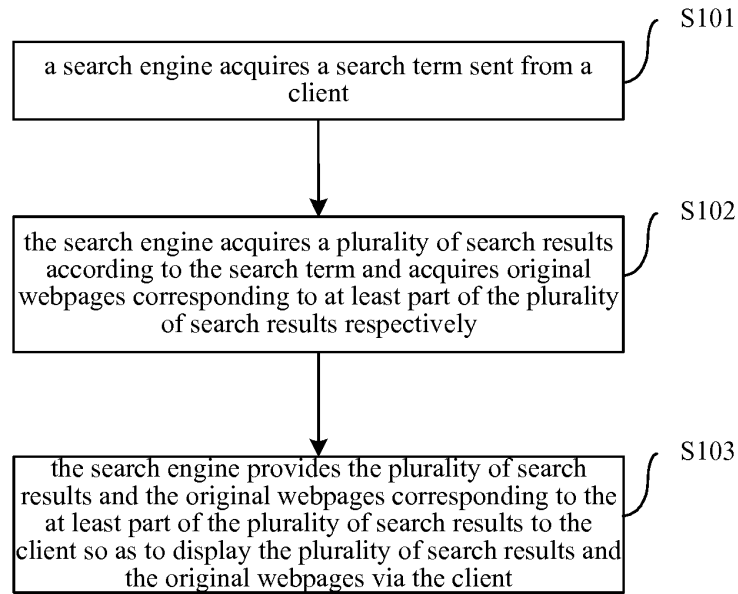 S101
a search engine acquires a search term sent from a
client
S102
the search engine acquires a plurality of search results
according to the search term and acquires original
webpages corresponding to at least part of the plurality
of search results respectively
S103
the search engine provides the plurality of search
results and the original webpages corresponding to the
at least part of the plurality of search results to the
client so as to display the plurality of search results and
the original webpages via the client